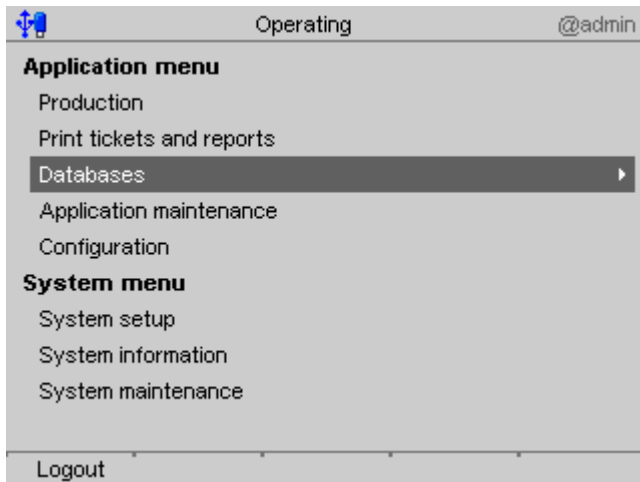 Operating @admin
Application menu
Production
Print tickets and reports
Databases
Application maintenance
Configuration
System menu
System setup
System information
System maintenance
Logout